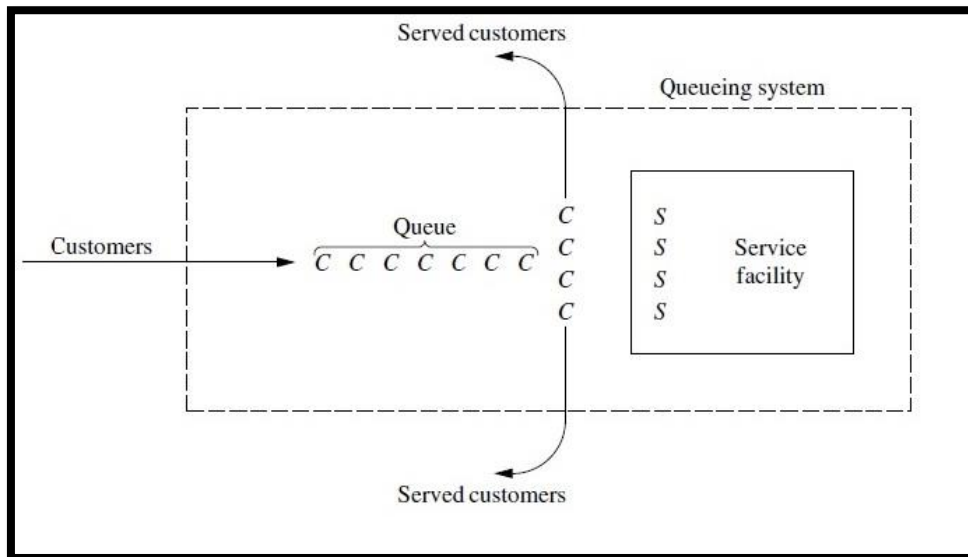 Served customers
Queueing system
Queue
Customers
C C C C C C C
C
C
C
C
S
S
S
S
Service
facility
Served customers